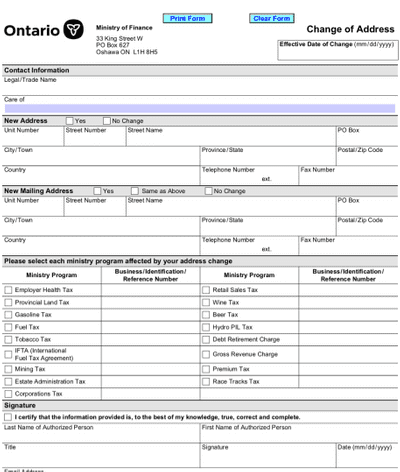 Print Form Clear Form
Ontario
Ministry of Finance
33 King Street W
PO Box 627
Oshawa ON L1H 8H5
Change of Address
Effective Date of Change (mm/dd/yyyy)
Contact Information
Legal/Trade Name
Care of
New Address Yes No Change
Unit Number Street Number Street Name PO Box
City/Town Province/State Postal/Zip Code
Country Telephone Number Fax Number
ext.
New Mailing Address Yes Same as Above No Change
Unit Number Street Number Street Name PO Box
City/Town Province/State Postal/Zip Code
Country Telephone Number Fax Number
ext.
Please select each ministry program affected by your address change
Ministry Program Business/Identification/ Reference Number Ministry Program Business/Identification/ Reference Number
Employer Health Tax Retail Sales Tax
Provincial Land Tax Wine Tax
Gasoline Tax Beer Tax
Fuel Tax Hydro PIL Tax
Tobacco Tax Debt Retirement Charge
IFTA (International Fuel Tax Agreement) Gross Revenue Charge
Mining Tax Premium Tax
Estate Administration Tax Race Tracks Tax
Corporations Tax
Signature
I certify that the information provided is, to the best of my knowledge, true, correct and complete.
Last Name of Authorized Person First Name of Authorized Person
Title Signature Date (mm/dd/yyyy)
Email Address